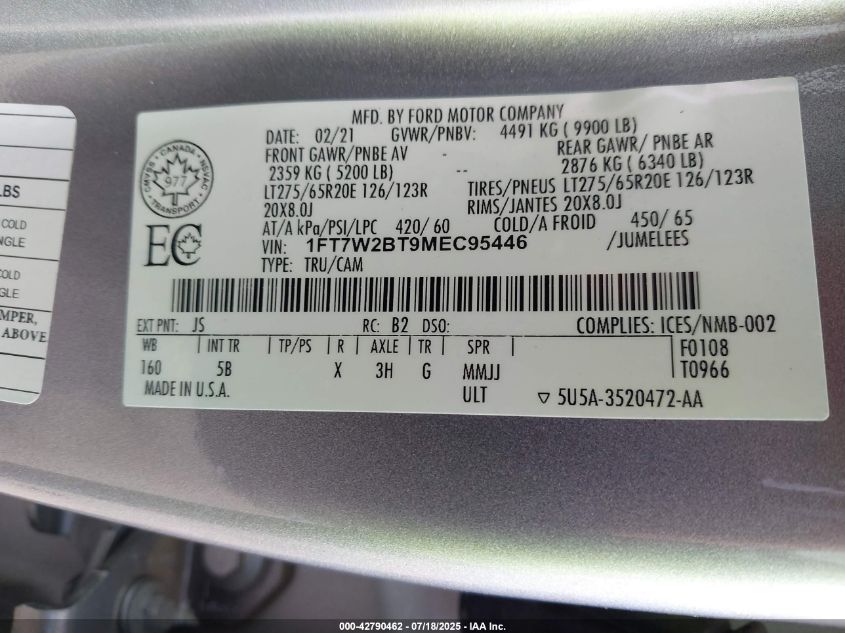 MFD. BY FORD MOTOR COMPANY
DATE: 02/21 GVWR/PNBV: 4491 KG ( 9900 LB)
FRONT GAWR/PNBE AV - REAR GAWR/ PNBE AR
2359 KG ( 5200 LB) -- 2876 KG ( 6340 LB)
LT275/65R20E 126/123R TIRES/PNEUS LT275/65R20E 126/123R
20X8.0J RIMS/JANTES 20X8.0J
AT/A kPa/PSI/LPC 420/ 60 COLD/A FROID 450/ 65
VIN: 1FT7W2BT9MEC95446 /JUMELEES
TYPE: TRU/CAM
CANADA
CMVSS NSVAC
977
TRANSPORT
EC
EXT PNT: JS RC: B2 DSO: COMPLIES: ICES/NMB-002
WB | INT TR | TP/PS | R | AXLE | TR | SPR | F0108
160 5B X 3H G MMJJ T0966
MADE IN U.S.A. ULT ▽ 5U5A-3520472-AA
LBS
COLD
NGLE
COLD
GLE
MPER,
ABOVE
000-42790462 - 07/18/2025 - IAA Inc.